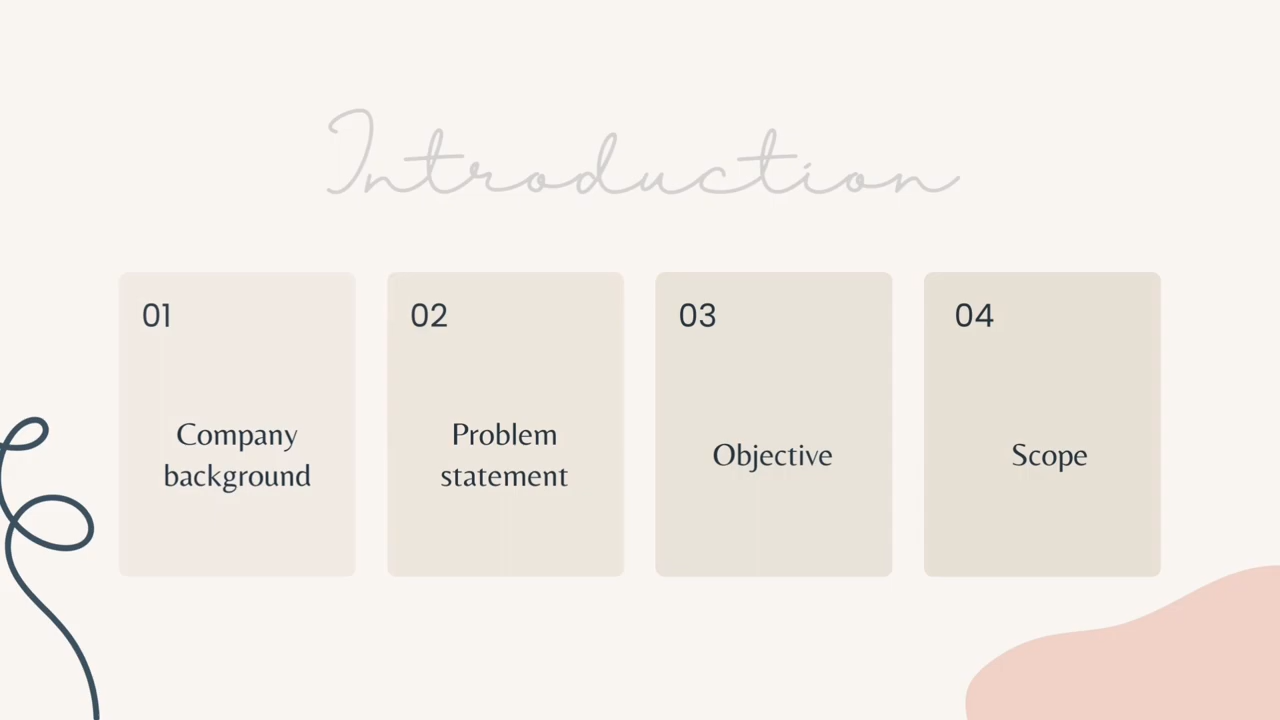 Introduction
01
Company
background
02
Problem
statement
03
Objective
04
Scope